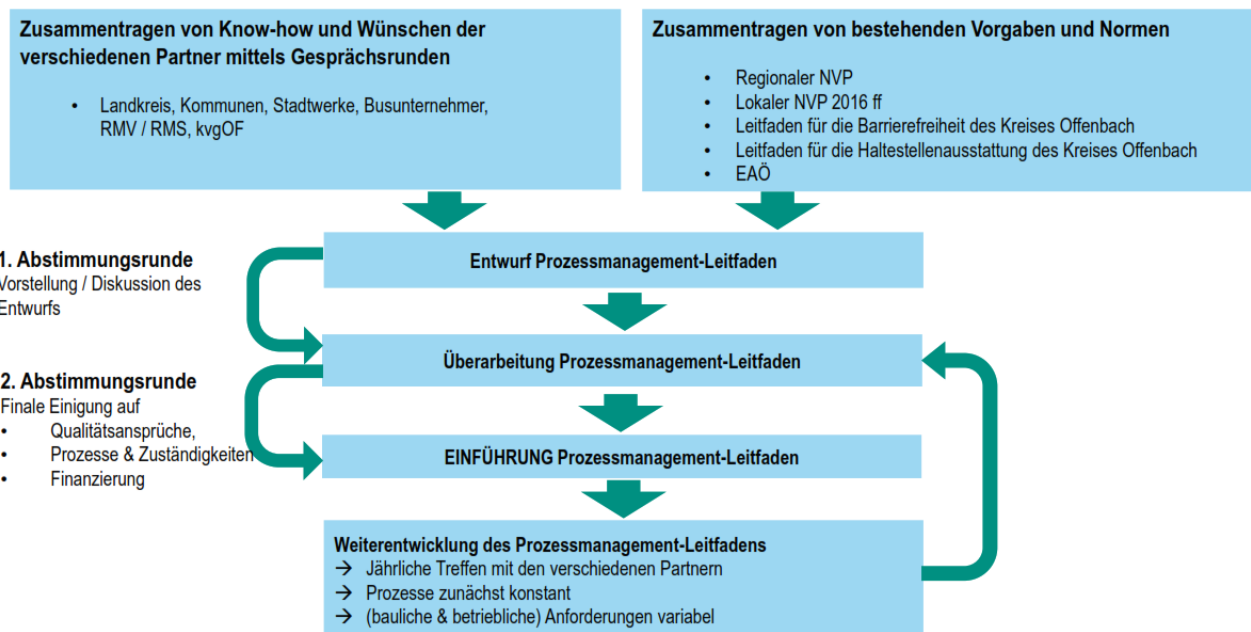 Zusammentragen von Know-how und Wünschen der
verschiedenen Partner mittels Gesprächsrunden
• Landkreis, Kommunen, Stadtwerke, Busunternehmer,
RMV / RMS, kvgOF
Zusammentragen von bestehenden Vorgaben und Normen
• Regionaler NVP
• Lokaler NVP 2016 ff
• Leitfaden für die Barrierefreiheit des Kreises Offenbach
• Leitfaden für die Haltestellenausstattung des Kreises Offenbach
• EAÖ
1. Abstimmungsrunde
Vorstellung / Diskussion des
Entwurfs
Entwurf Prozessmanagement-Leitfaden
Überarbeitung Prozessmanagement-Leitfaden
2. Abstimmungsrunde
Finale Einigung auf
• Qualitätsansprüche,
• Prozesse & Zuständigkeiten
• Finanzierung
EINFÜHRUNG Prozessmanagement-Leitfaden
Weiterentwicklung des Prozessmanagement-Leitfadens
→ Jährliche Treffen mit den verschiedenen Partnern
→ Prozesse zunächst konstant
→ (bauliche & betriebliche) Anforderungen variabel